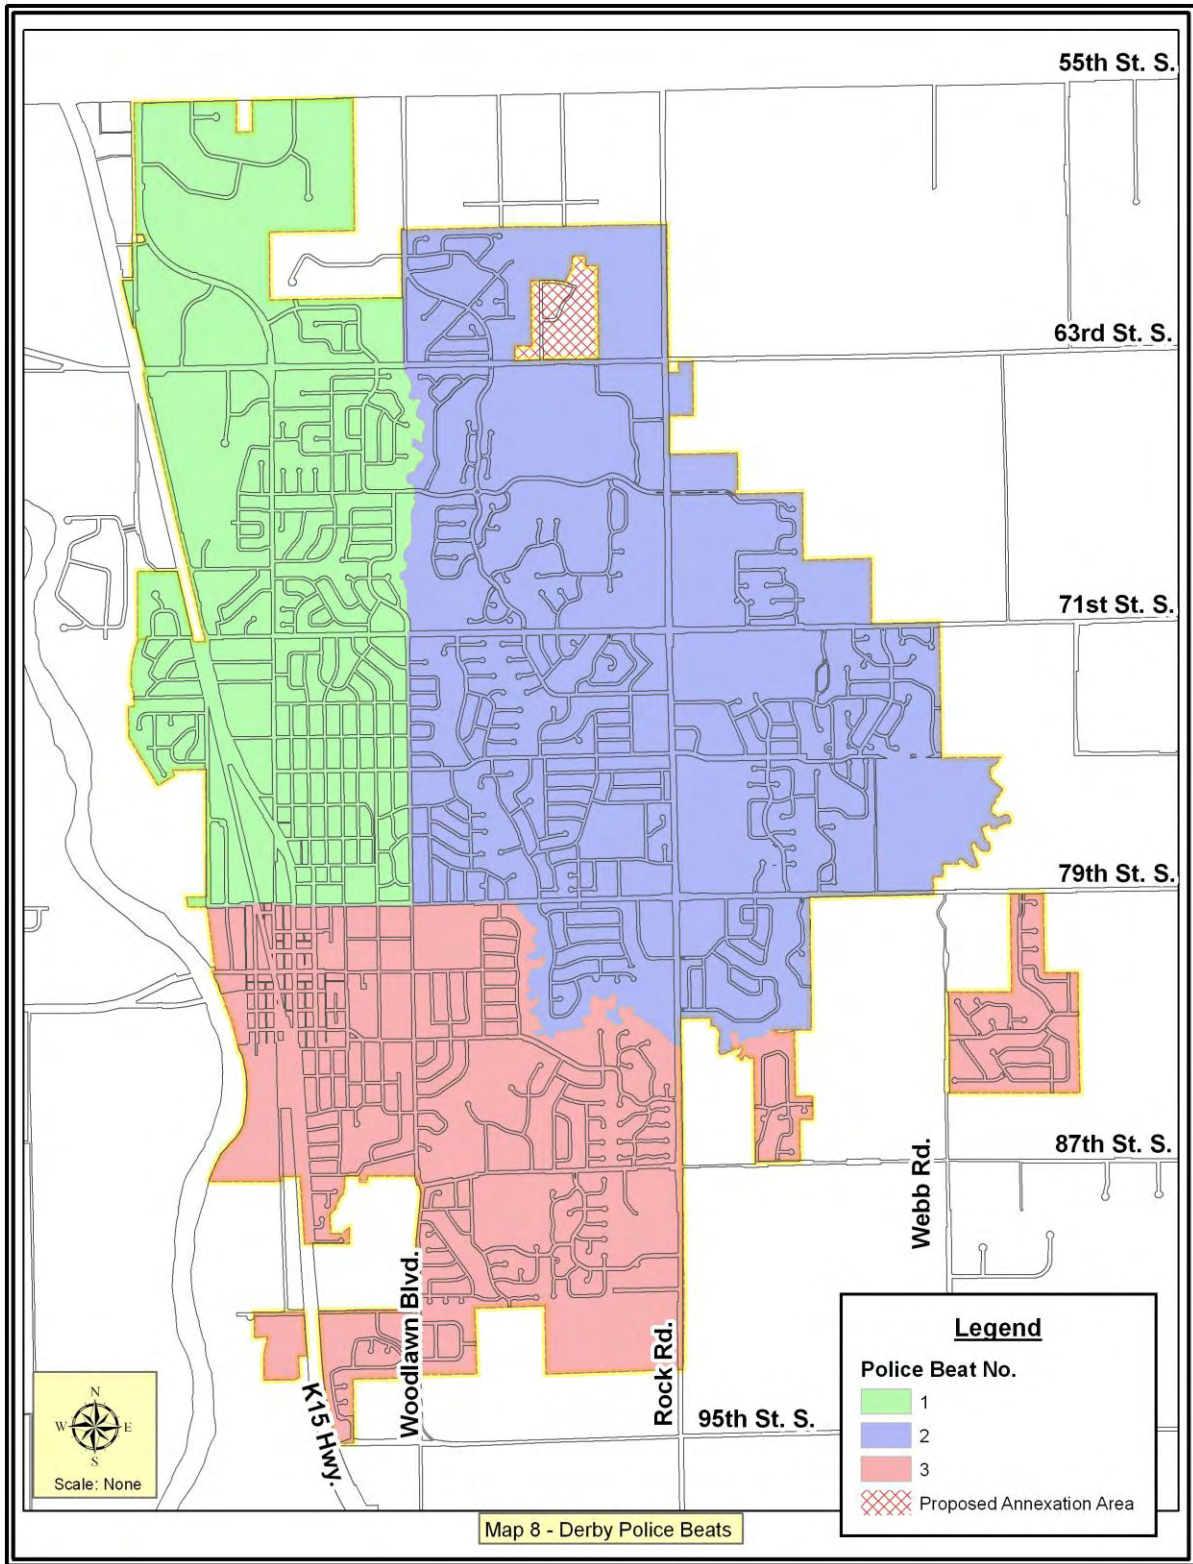 55th St. S.
63rd St. S.
71st St. S.
79th St. S.
87th St. S.
Webb Rd.
Woodlawn Blvd.
Rock Rd.
K15 Hwy.
95th St. S.
Legend
Police Beat No.
1
2
3
Proposed Annexation Area
N
W E
S
Scale: None
Map 8 - Derby Police Beats